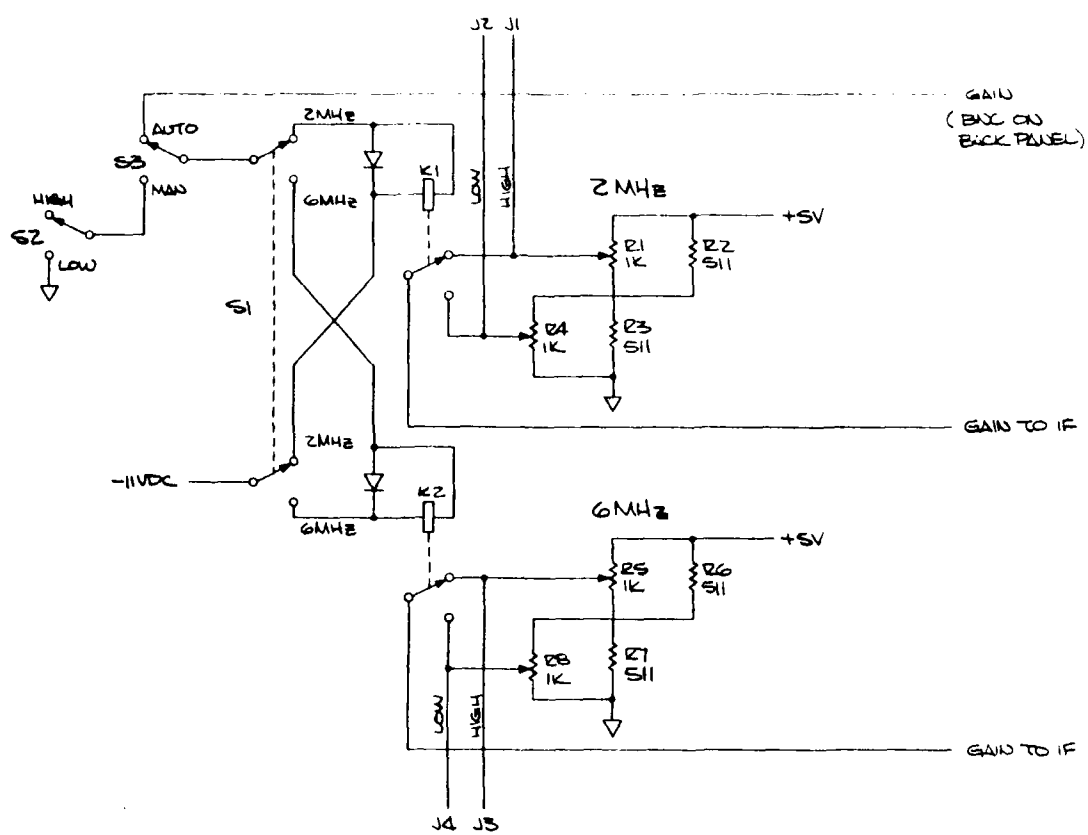 J2 J1
GAIN
(BNC ON
BACK PANEL)
AUTO
S3
MAN
HIGH
S2
LOW
2MHz
6MHz
K1
LOW
HIGH
2MHz
+5V
R1
1K
R2
511
R4
1K
R3
511
S1
GAIN TO IF
2MHz
-11VDC
6MHz
K2
6MHz
+5V
R5
1K
R6
511
R8
1K
R7
511
LOW
HIGH
GAIN TO IF
J4 J3